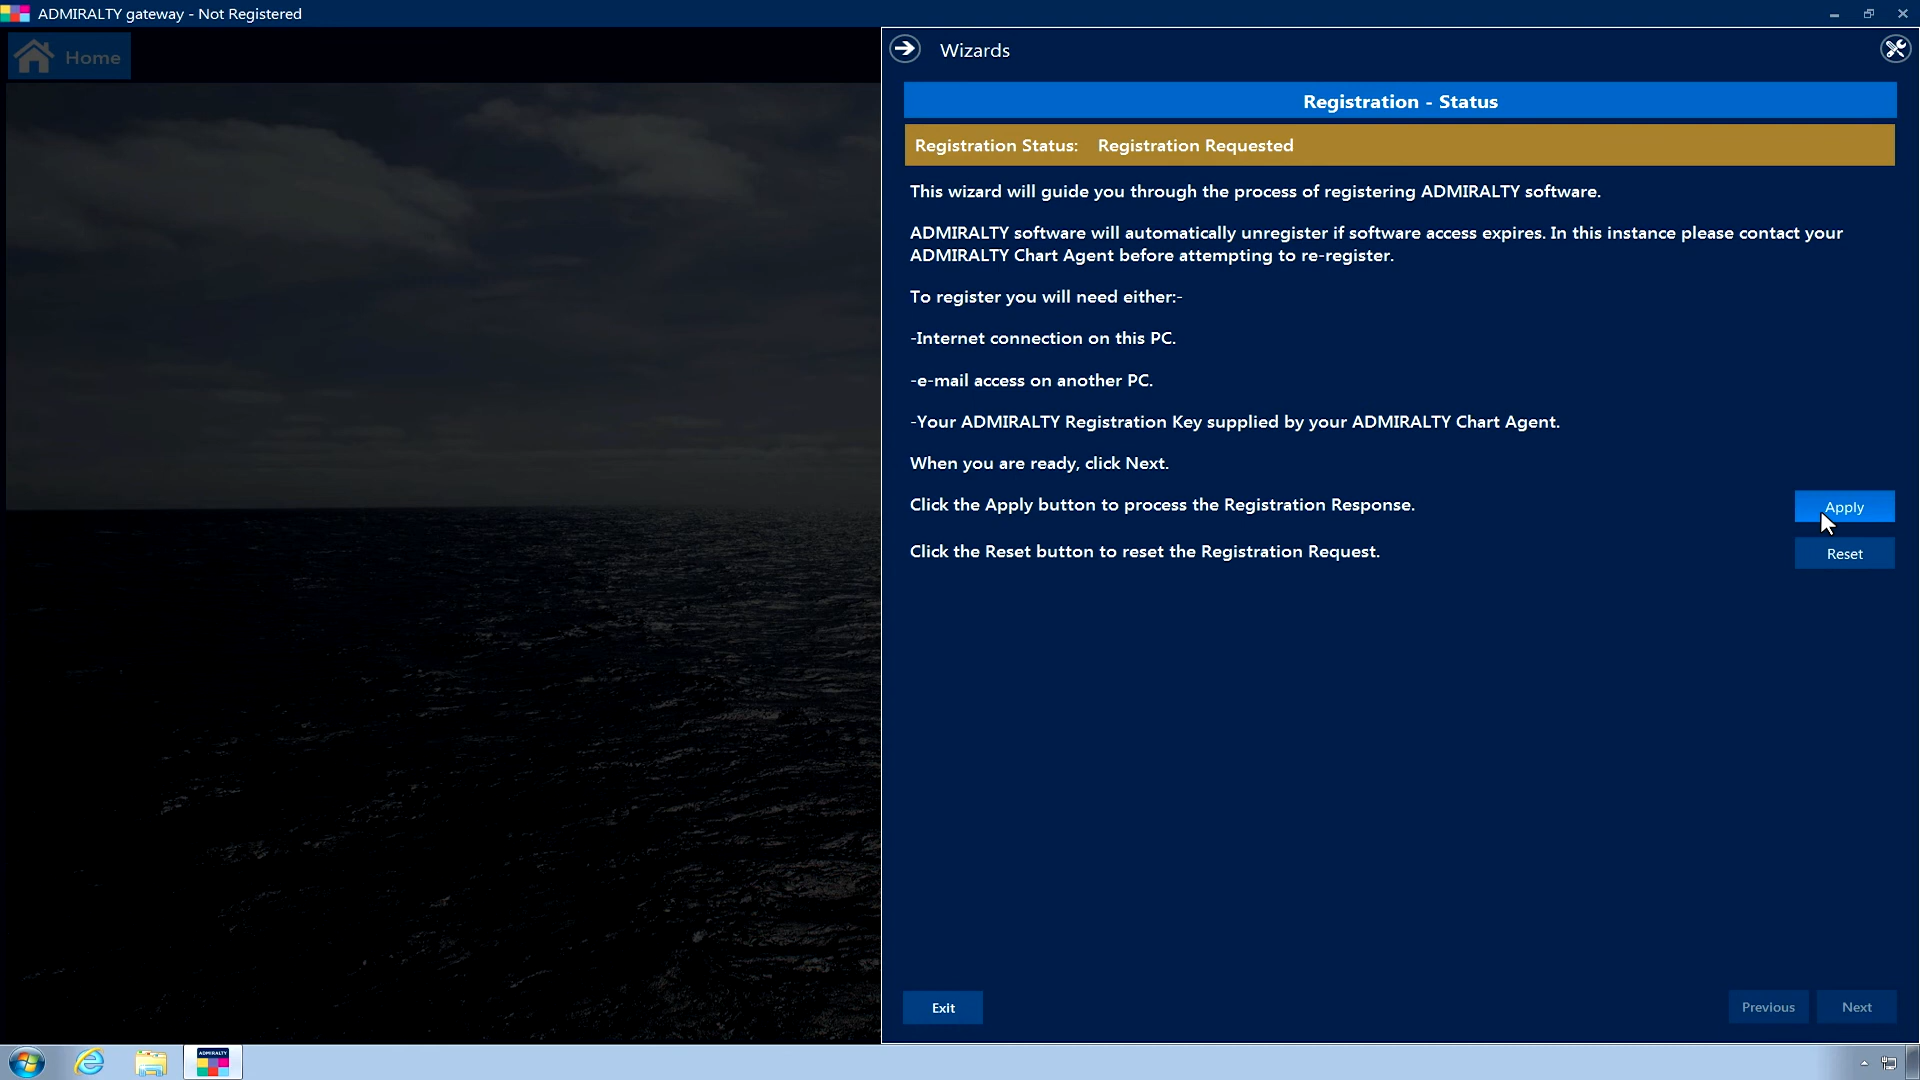 ADMIRALTY gateway - Not Registered
Home
Wizards
Registration - Status
Registration Status: Registration Requested
This wizard will guide you through the process of registering ADMIRALTY software.
ADMIRALTY software will automatically unregister if software access expires. In this instance please contact your
ADMIRALTY Chart Agent before attempting to re-register.
To register you will need either:-
-Internet connection on this PC.
-e-mail access on another PC.
-Your ADMIRALTY Registration Key supplied by your ADMIRALTY Chart Agent.
When you are ready, click Next.
Click the Apply button to process the Registration Response.
Apply
Click the Reset button to reset the Registration Request.
Reset
Exit
Previous
Next
ADMIRALTY